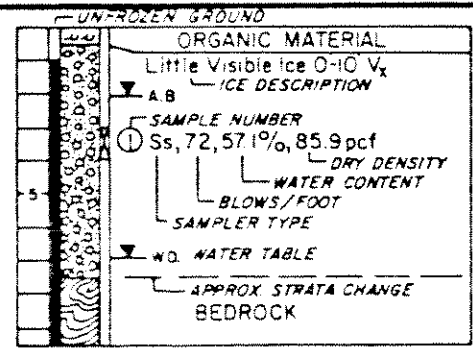 UNFROZEN GROUND
ORGANIC MATERIAL
Little Visible Ice 0-10' Vx
ICE DESCRIPTION
A.B.
SAMPLE NUMBER
1 Ss, 72, 57.1%, 85.9 pcf
DRY DENSITY
WATER CONTENT
5
BLOWS/FOOT
SAMPLER TYPE
W.D. WATER TABLE
APPROX. STRATA CHANGE
BEDROCK